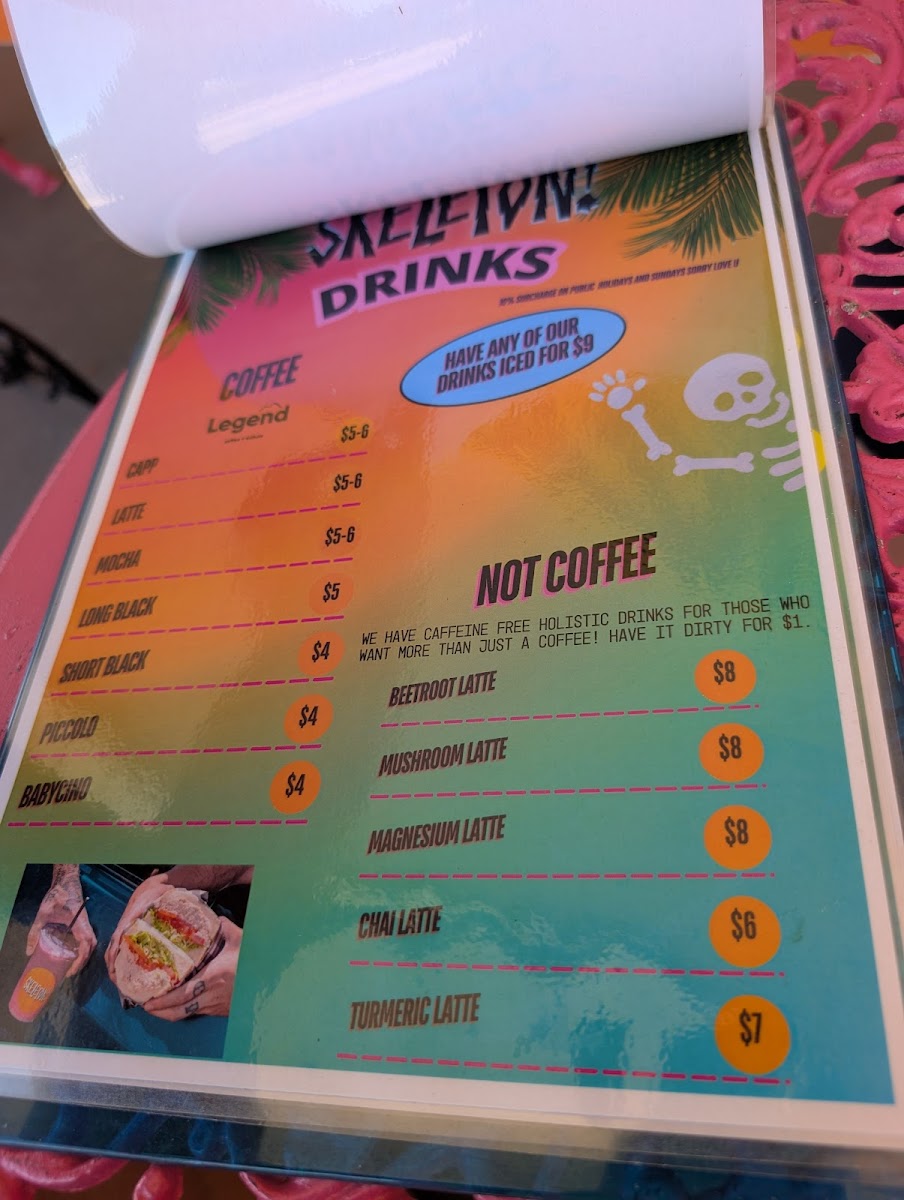 SKELETON!
DRINKS
10% SURCHARGE ON PUBLIC HOLIDAYS AND SUNDAYS SORRY LOVE U
HAVE ANY OF OUR
DRINKS ICED FOR $9
COFFEE
Legend
CAPP $5-6
LATTE $5-6
MOCHA $5-6
LONG BLACK $5
SHORT BLACK $4
PICCOLO $4
BABYCINO $4
NOT COFFEE
WE HAVE CAFFEINE FREE HOLISTIC DRINKS FOR THOSE WHO
WANT MORE THAN JUST A COFFEE! HAVE IT DIRTY FOR $1.
BEETROOT LATTE $8
MUSHROOM LATTE $8
MAGNESIUM LATTE $8
CHAI LATTE $6
TURMERIC LATTE $7